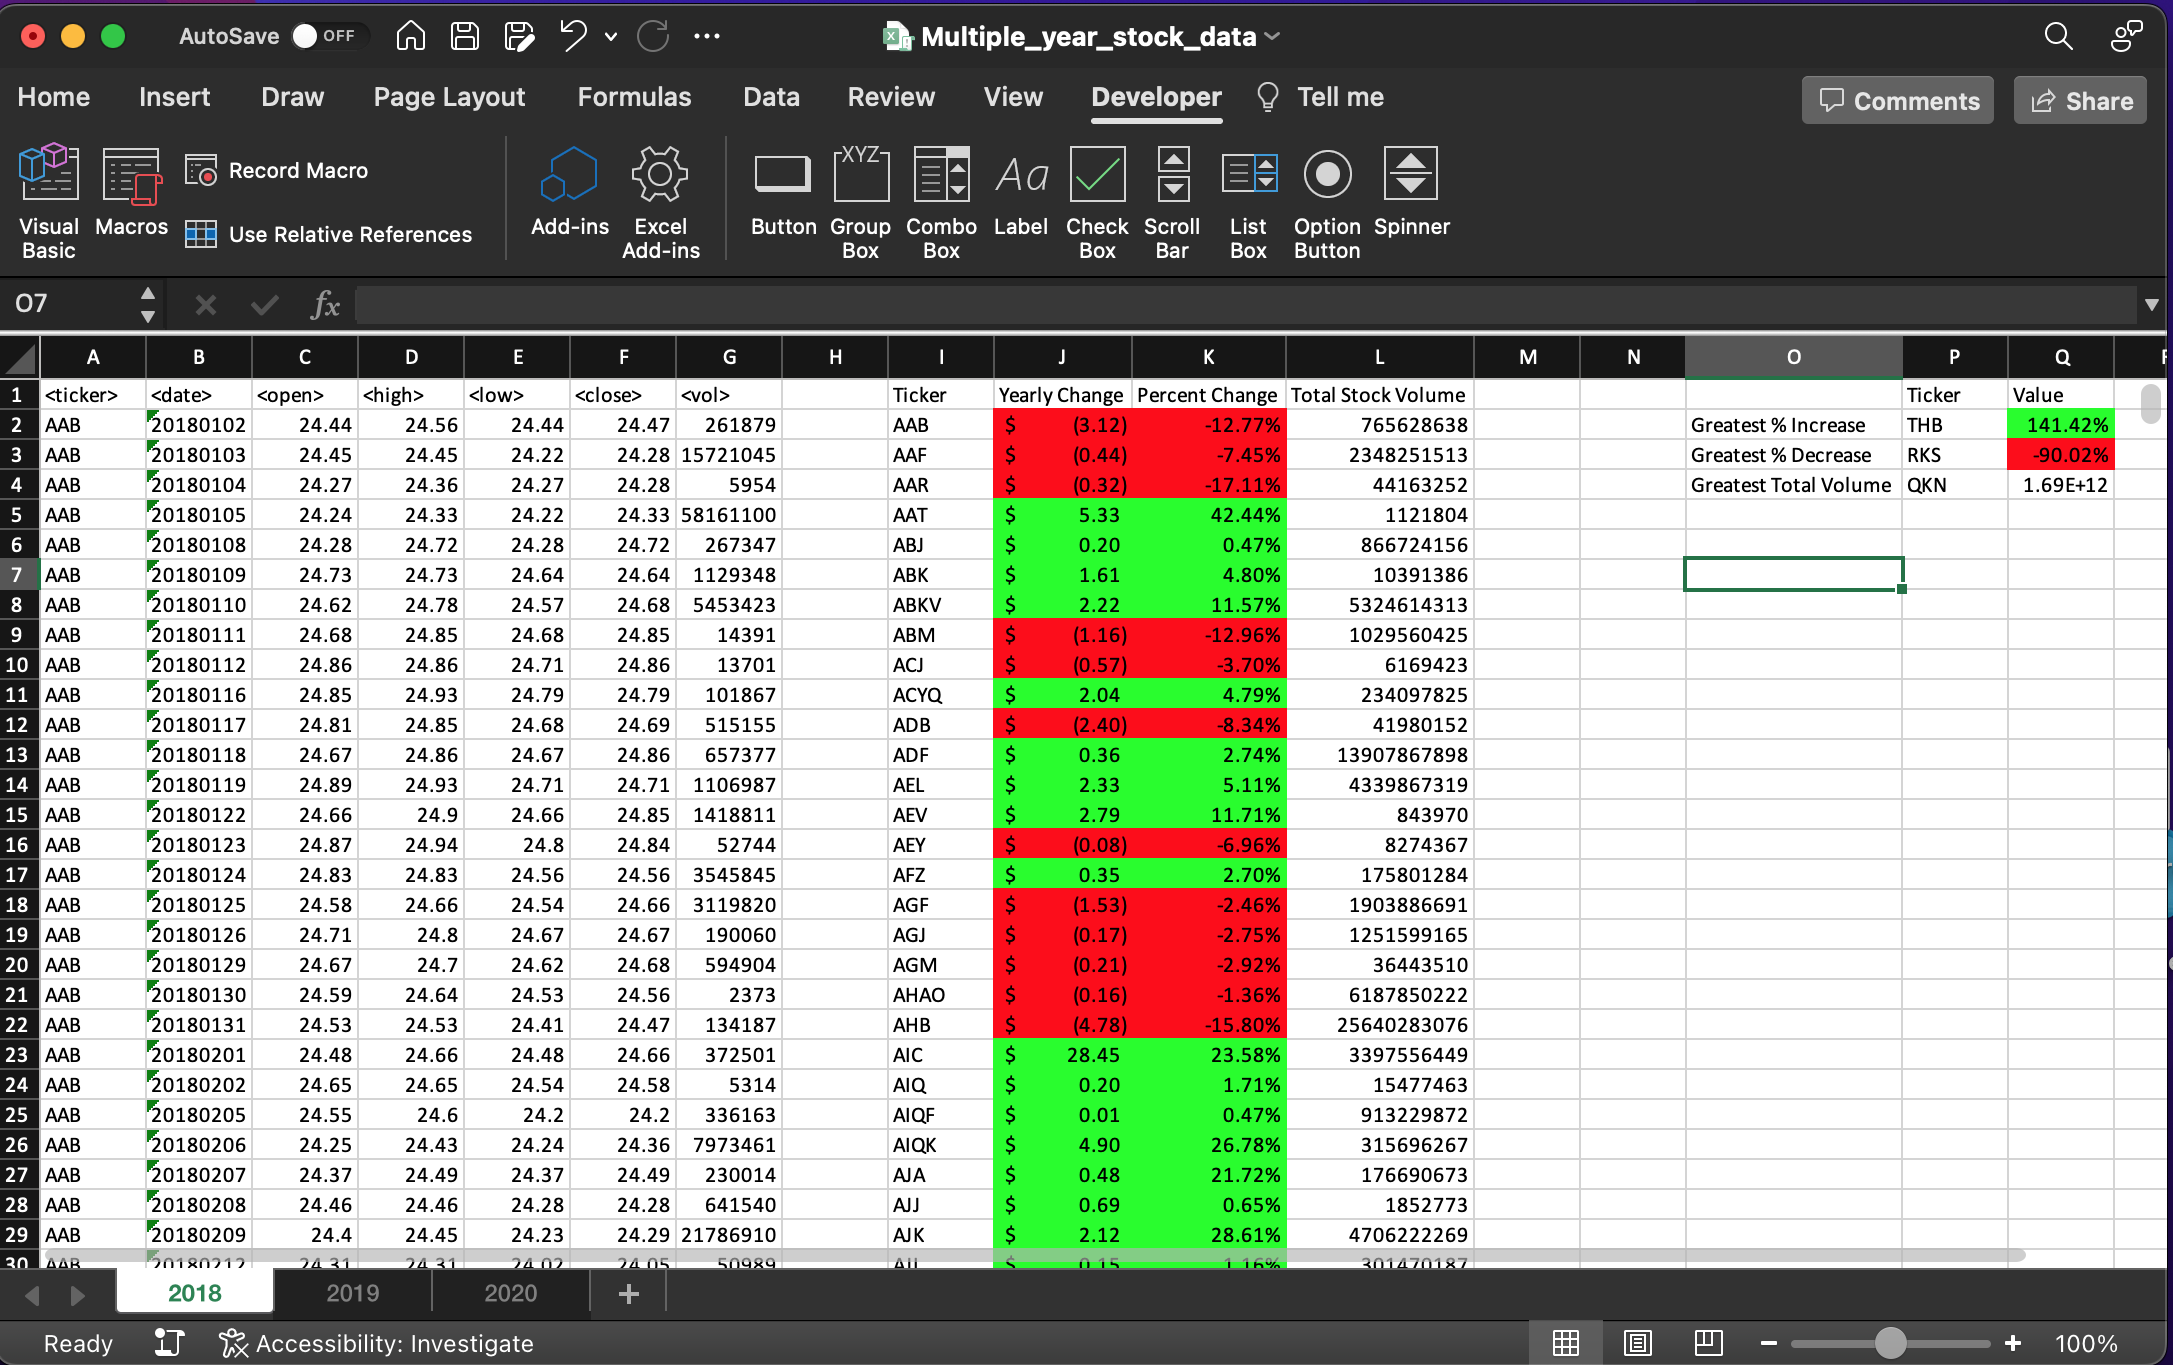 AutoSave OFF Multiple_year_stock_data
Home Insert Draw Page Layout Formulas Data Review View Developer Tell me Comments Share
Visual Basic Macros Record Macro Use Relative References Add-ins Excel Add-ins Button XYZ Group Box Combo Box Aa Label Check Box Scroll Bar List Box Option Button Spinner
O7 fx
A B C D E F G H I J K L M N O P Q
1 <ticker> <date> <open> <high> <low> <close> <vol> Ticker Yearly Change Percent Change Total Stock Volume Ticker Value
2 AAB 20180102 24.44 24.56 24.44 24.47 261879 AAB $ (3.12) -12.77% 765628638 Greatest % Increase THB 141.42%
3 AAB 20180103 24.45 24.45 24.22 24.28 15721045 AAF $ (0.44) -7.45% 2348251513 Greatest % Decrease RKS -90.02%
4 AAB 20180104 24.27 24.36 24.27 24.28 5954 AAR $ (0.32) -17.11% 44163252 Greatest Total Volume QKN 1.69E+12
5 AAB 20180105 24.24 24.33 24.22 24.33 58161100 AAT $ 5.33 42.44% 1121804
6 AAB 20180108 24.28 24.72 24.28 24.72 267347 ABJ $ 0.20 0.47% 866724156
7 AAB 20180109 24.73 24.73 24.64 24.64 1129348 ABK $ 1.61 4.80% 10391386
8 AAB 20180110 24.62 24.78 24.57 24.68 5453423 ABKV $ 2.22 11.57% 5324614313
9 AAB 20180111 24.68 24.85 24.68 24.85 14391 ABM $ (1.16) -12.96% 1029560425
10 AAB 20180112 24.86 24.86 24.71 24.86 13701 ACJ $ (0.57) -3.70% 6169423
11 AAB 20180116 24.85 24.93 24.79 24.79 101867 ACYQ $ 2.04 4.79% 234097825
12 AAB 20180117 24.81 24.85 24.68 24.69 515155 ADB $ (2.40) -8.34% 41980152
13 AAB 20180118 24.67 24.86 24.67 24.86 657377 ADF $ 0.36 2.74% 13907867898
14 AAB 20180119 24.89 24.93 24.71 24.71 1106987 AEL $ 2.33 5.11% 4339867319
15 AAB 20180122 24.66 24.9 24.66 24.85 1418811 AEV $ 2.79 11.71% 843970
16 AAB 20180123 24.87 24.94 24.8 24.84 52744 AEY $ (0.08) -6.96% 8274367
17 AAB 20180124 24.83 24.83 24.56 24.56 3545845 AFZ $ 0.35 2.70% 175801284
18 AAB 20180125 24.58 24.66 24.54 24.66 3119820 AGF $ (1.53) -2.46% 1903886691
19 AAB 20180126 24.71 24.8 24.67 24.67 190060 AGJ $ (0.17) -2.75% 1251599165
20 AAB 20180129 24.67 24.7 24.62 24.68 594904 AGM $ (0.21) -2.92% 36443510
21 AAB 20180130 24.59 24.64 24.53 24.56 2373 AHAO $ (0.16) -1.36% 6187850222
22 AAB 20180131 24.53 24.53 24.41 24.47 134187 AHB $ (4.78) -15.80% 25640283076
23 AAB 20180201 24.48 24.66 24.48 24.66 372501 AIC $ 28.45 23.58% 3397556449
24 AAB 20180202 24.65 24.65 24.54 24.58 5314 AIQ $ 0.20 1.71% 15477463
25 AAB 20180205 24.55 24.6 24.2 24.2 336163 AIQF $ 0.01 0.47% 913229872
26 AAB 20180206 24.25 24.43 24.24 24.36 7973461 AIQK $ 4.90 26.78% 315696267
27 AAB 20180207 24.37 24.49 24.37 24.49 230014 AJA $ 0.48 21.72% 176690673
28 AAB 20180208 24.46 24.46 24.28 24.28 641540 AJJ $ 0.69 0.65% 1852773
29 AAB 20180209 24.4 24.45 24.23 24.29 21786910 AJK $ 2.12 28.61% 4706222269
30 AAB 20180212 24.31 24.31 24.02 24.05 50989 $ 0.15 1.16% 301470187
2018 2019 2020 +
Ready Accessibility: Investigate 100%